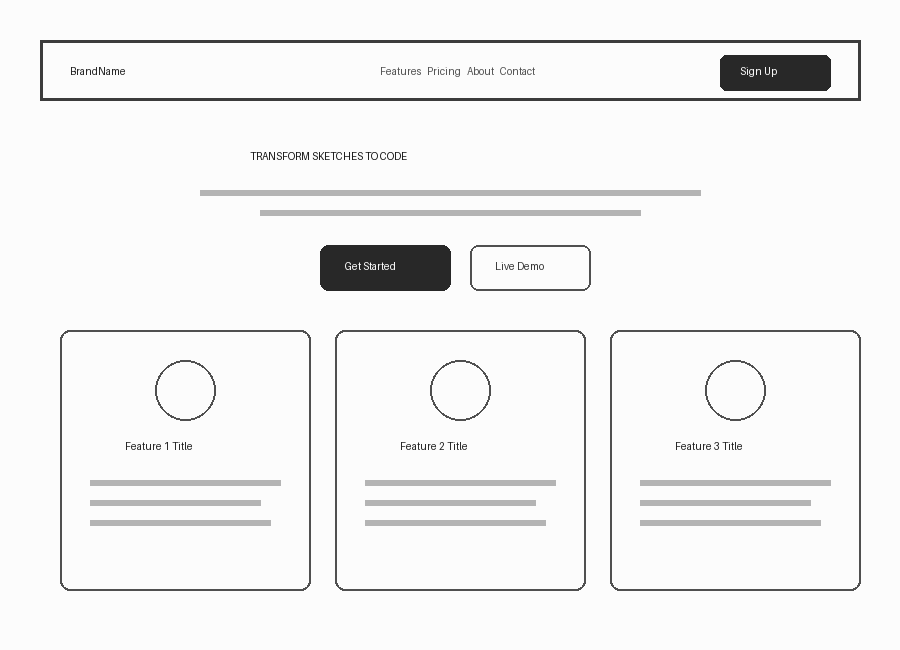 BrandName
Features Pricing About Contact
Sign Up
TRANSFORM SKETCHES TO CODE
Get Started
Live Demo
Feature 1 Title
Feature 2 Title
Feature 3 Title